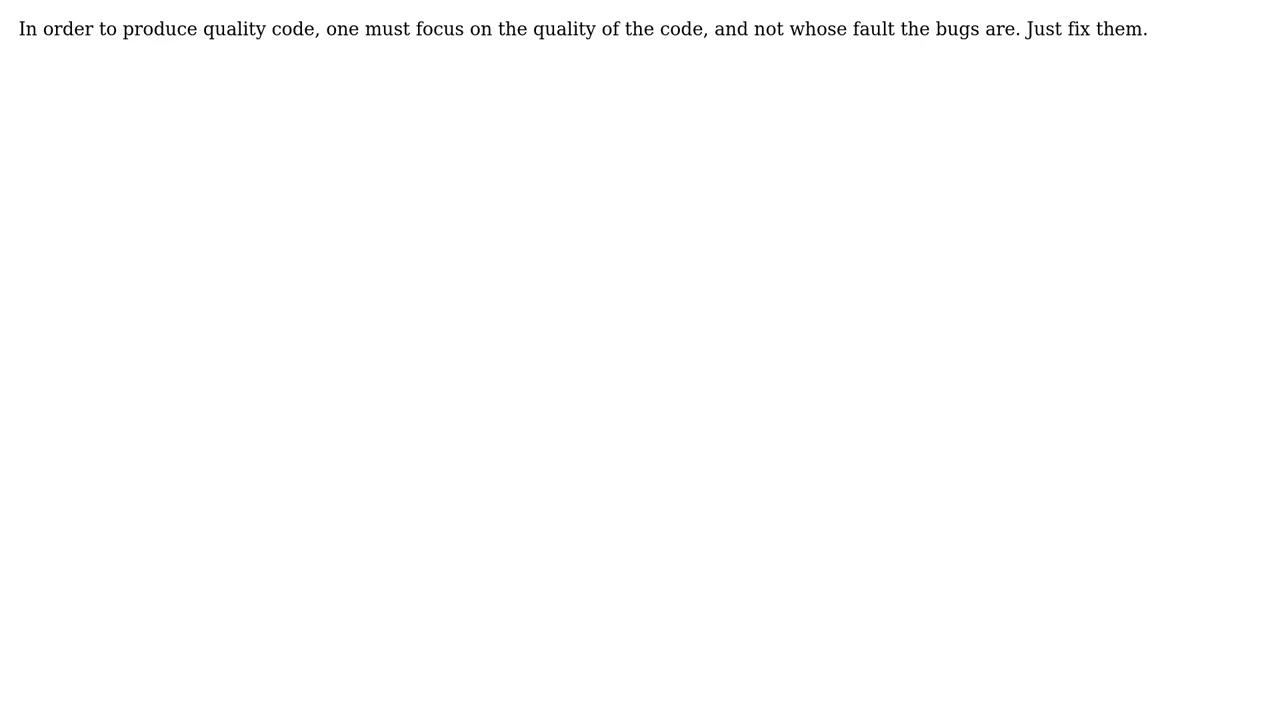 In order to produce quality code, one must focus on the quality of the code, and not whose fault the bugs are. Just fix them.